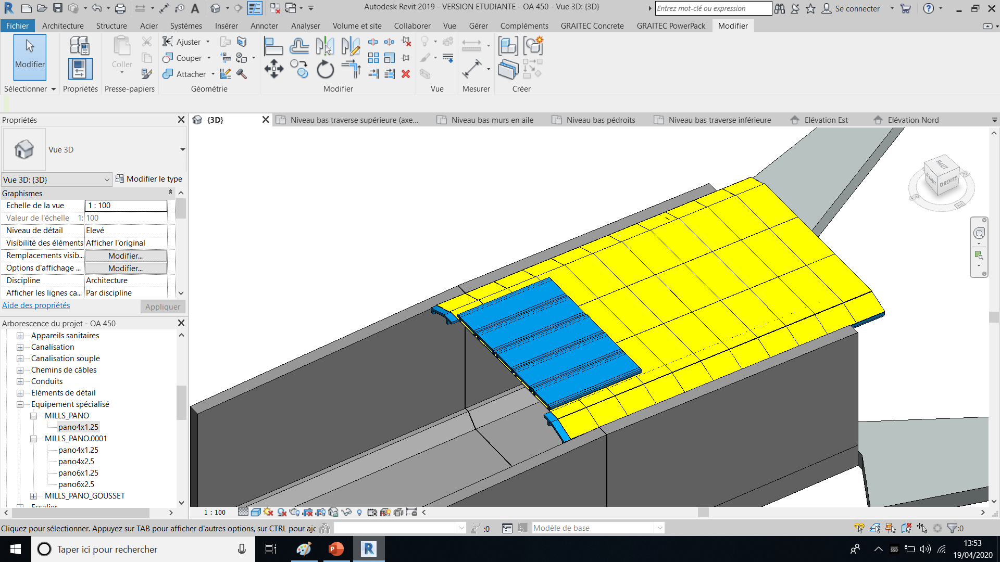 Autodesk Revit 2019 - VERSION ETUDIANTE - OA 450 - Vue 3D: {3D}
Entrez mot-clé ou expression
Se connecter
Fichier Architecture Structure Acier Systèmes Insérer Annoter Analyser Volume et site Collaborer Vue Gérer Compléments GRAITEC Concrete GRAITEC PowerPack Modifier
Modifier
Coller
Ajuster
Couper
Attacher
Sélectionner Propriétés Presse-papiers Géométrie Modifier Vue Mesurer Créer
Propriétés
{3D} Niveau bas traverse supérieure (axe... Niveau bas murs en aile Niveau bas pédroits Niveau bas traverse inférieure Elévation Est Elévation Nord
Vue 3D
Vue 3D: {3D} Modifier le type
Graphismes
Echelle de la vue 1 : 100
Valeur de l'échelle 1: 100
Niveau de détail Elevé
Visibilité des éléments Afficher l'original
Remplacements visib... Modifier...
Options d'affichage ... Modifier...
Discipline Architecture
Afficher les lignes ca... Par discipline
Aide des propriétés Appliquer
Arborescence du projet - OA 450
Appareils sanitaires
Canalisation
Canalisation souple
Chemins de câbles
Conduits
Eléments de détail
Equipement spécialisé
MILLS_PANO
pano4x1.25
MILLS_PANO.0001
pano4x1.25
pano4x2.5
pano6x1.25
pano6x2.5
MILLS_PANO_GOUSSET
Escalier
HAUT
DROITE
1 : 100
Cliquez pour sélectionner. Appuyez sur TAB pour afficher d'autres options, sur CTRL pour ajo
:0
Modèle de base
:0
Taper ici pour rechercher
13:53
19/04/2020